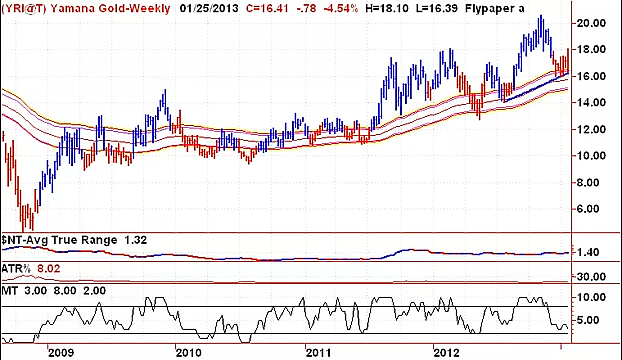 (YRI@T) Yamana Gold-Weekly 01/25/2013 C=16.41 -.78 -4.54% H=18.10 L=16.39 Flypaper a
20.00
18.00
16.00
14.00
12.00
10.00
8.00
6.00
$NT-Avg True Range 1.32
1.40
ATR% 8.02
30.00
MT 3.00 8.00 2.00
10.00
5.00
2009 2010 2011 2012